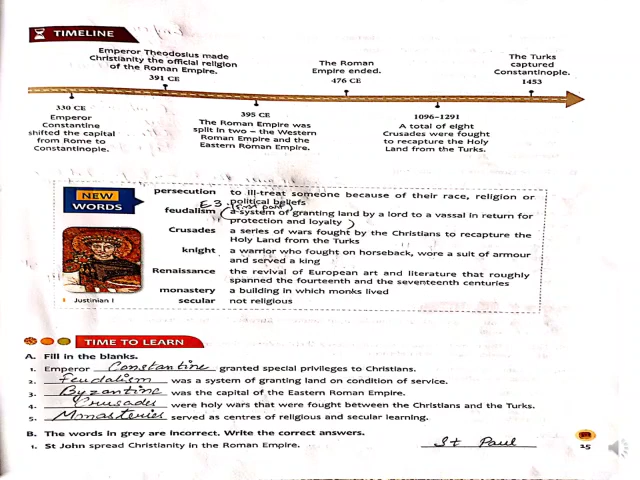 TIMELINE
Emperor Theodosius made
Christianity the official religion
of the Roman Empire.
391 CE
The Roman
Empire ended.
476 CE
The Turks
captured
Constantinople.
1453
330 CE
Emperor
Constantine
shifted the capital
from Rome to
Constantinople.
395 CE
The Roman Empire was
split in two – the Western
Roman Empire and the
Eastern Roman Empire.
1096–1291
A total of eight
Crusades were fought
to recapture the Holy
Land from the Turks.
NEW
WORDS
persecution to ill-treat someone because of their race, religion or
political beliefs
E 3. (first part)
feudalism (a system of granting land by a lord to a vassal in return for
protection and loyalty)
Crusades a series of wars fought by the Christians to recapture the
Holy Land from the Turks
knight a warrior who fought on horseback, wore a suit of armour
and served a king
Renaissance the revival of European art and literature that roughly
spanned the fourteenth and the seventeenth centuries
monastery a building in which monks lived
secular not religious
Justinian I
TIME TO LEARN
A. Fill in the blanks.
1. Emperor Constantine granted special privileges to Christians.
2. Feudalism was a system of granting land on condition of service.
3. Byzantine was the capital of the Eastern Roman Empire.
4. Crusades were holy wars that were fought between the Christians and the Turks.
5. Monasteries served as centres of religious and secular learning.
B. The words in grey are incorrect. Write the correct answers.
1. St John spread Christianity in the Roman Empire. St Paul
25